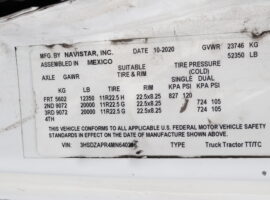 MFG. BY NAVISTAR, INC. DATE 10-2020 GVWR 23746 KG
ASSEMBLED IN MEXICO 52350 LB
SUITABLE TIRE PRESSURE
AXLE GAWR TIRE & RIM (COLD)
SINGLE DUAL
KG LB KPA PSI KPA PSI
FRT 5602 12350 11R22.5 H 22.5x8.25 827 120
2ND 9072 20000 11R22.5 G 22.5x8.25 724 105
3RD 9072 20000 11R22.5 G 22.5x8.25 724 105
4TH
THIS VEHICLE CONFORMS TO ALL APPLICABLE U.S. FEDERAL MOTOR VEHICLE SAFETY
STANDARDS IN EFFECT ON THE DATE OF MANUFACTURE SHOWN ABOVE.
VIN: TYPE: Truck Tractor TT/TC